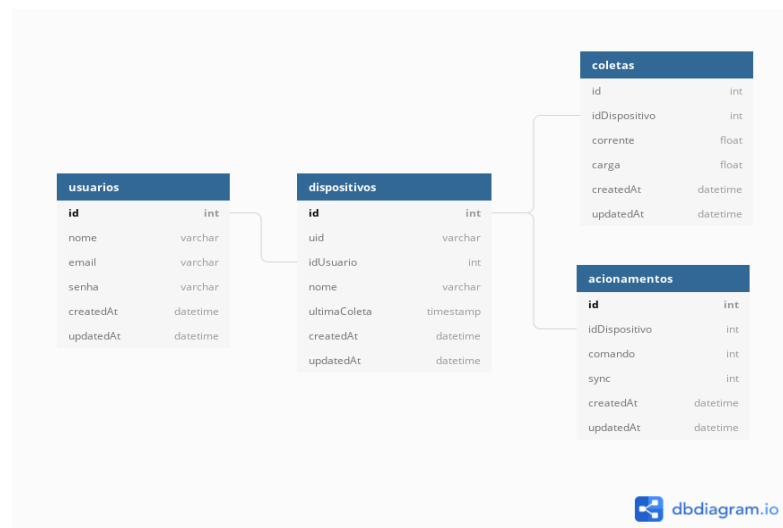 usuarios
id int
nome varchar
email varchar
senha varchar
createdAt datetime
updatedAt datetime
dispositivos
id int
uid varchar
idUsuario int
nome varchar
ultimaColeta timestamp
createdAt datetime
updatedAt datetime
coletas
id int
idDispositivo int
corrente float
carga float
createdAt datetime
updatedAt datetime
acionamentos
id int
idDispositivo int
comando int
sync int
createdAt datetime
updatedAt datetime
dbdiagram.io